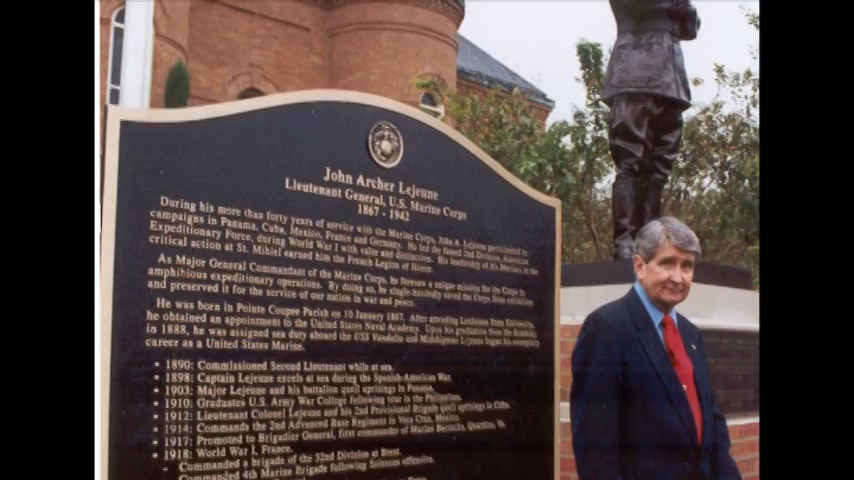 John Archer Lejeune
Lieutenant General, U.S. Marine Corps
1867 - 1942
During his more than forty years of service with the Marine Corps, John A. Lejeune participated in
campaigns in Panama, Cuba, Mexico, France and Germany. He led the famed 2nd Division, American
Expeditionary Force, during World War I with valor and distinction. His leadership of his Marines in the
critical action at St. Mihiel earned him the French Legion of Honor.
As Major General Commandant of the Marine Corps, he foresaw a unique mission for the Corps in
amphibious expeditionary operations. By doing so, he single-handedly saved the Corps from extinction
and preserved it for the service of our nation in war and peace.
He was born in Pointe Coupee Parish on 10 January 1867. After attending Louisiana State University,
he obtained an appointment to the United States Naval Academy. Upon his graduation from the Academy
in 1888, he was assigned sea duty aboard the USS Vandalia and Midshipman Lejeune began his exemplary
career as a United States Marine.
• 1890: Commissioned Second Lieutenant while at sea.
• 1898: Captain Lejeune excels at sea during the Spanish-American War.
• 1903: Major Lejeune and his battalion quell uprisings in Panama.
• 1910: Graduates U.S. Army War College following tour in the Philippines.
• 1912: Lieutenant Colonel Lejeune and his 2nd Provisional Brigade quell uprisings in Cuba.
• 1914: Commands the 2nd Advanced Base Regiment in Vera Cruz, Mexico.
• 1917: Promoted to Brigadier General, first commander of Marine Barracks, Quantico, Va.
• 1918: World War I, France.
- Commanded a brigade of the 32nd Division at Brest.
- Commanded 4th Marine Brigade following Soissons offensive.